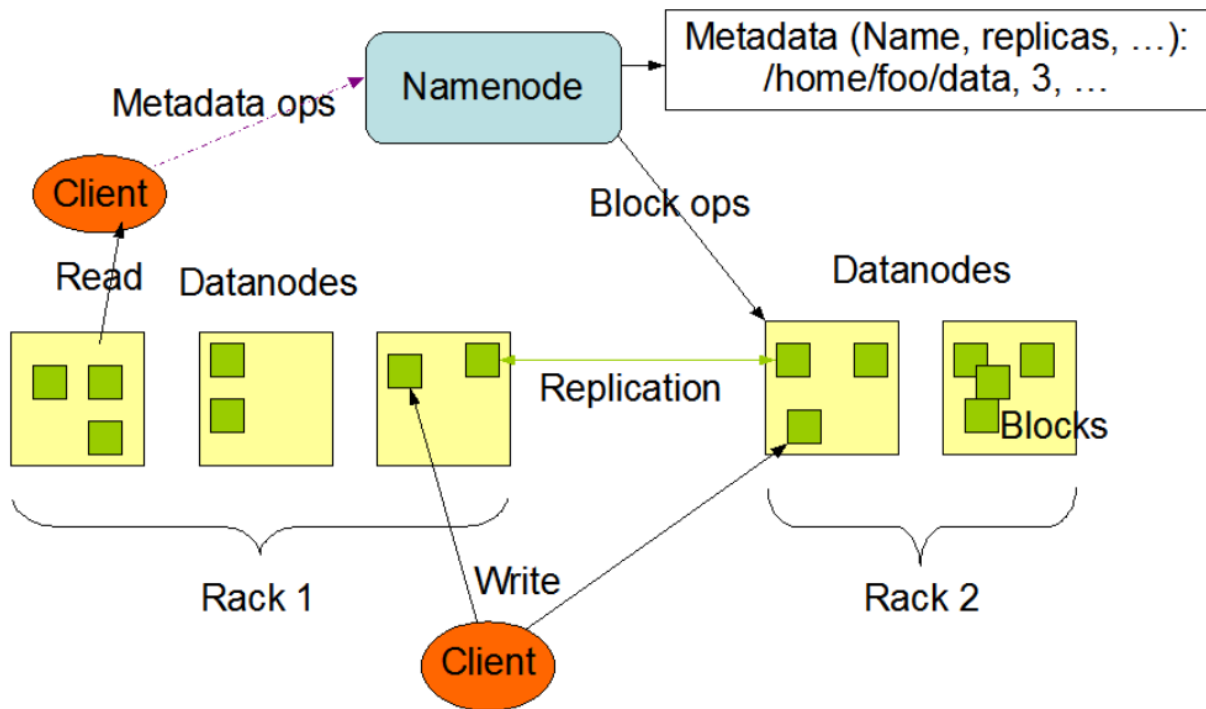 Metadata (Name, replicas, …):
/home/foo/data, 3, …
Namenode
Metadata ops
Client
Block ops
Read
Datanodes
Datanodes
Replication
Blocks
Rack 1
Write
Rack 2
Client